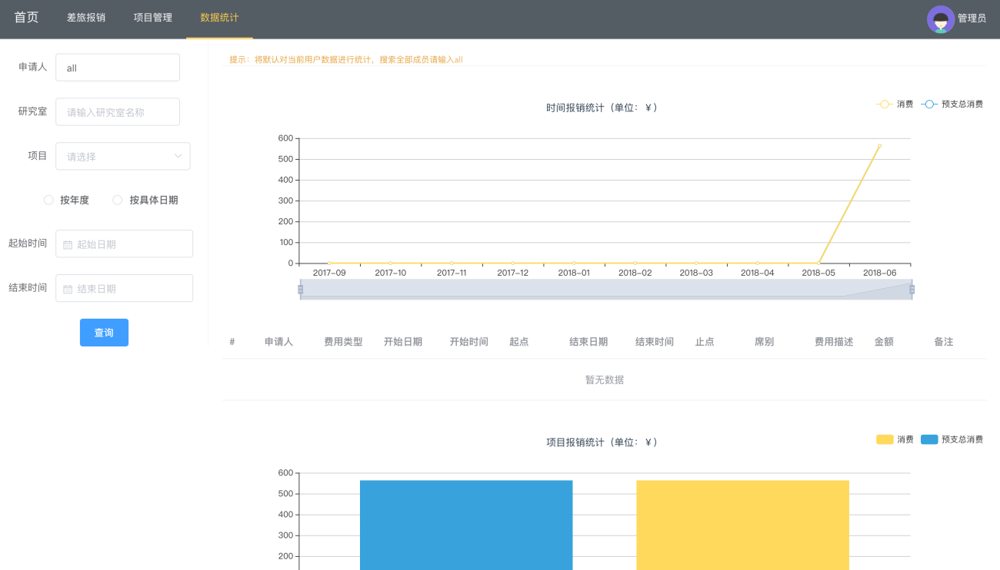 首页 差旅报销 项目管理 数据统计 管理员
申请人 all
研究室 请输入研究室名称
项目 请选择
按年度 按具体日期
起始时间 起始日期
结束时间 结束日期
查询
提示：将默认对当前用户数据进行统计，搜索全部成员请输入all
时间报销统计（单位：￥）
消费 预支总消费
600
500
400
300
200
100
0
2017-09 2017-10 2017-11 2017-12 2018-01 2018-02 2018-03 2018-04 2018-05 2018-06
# 申请人 费用类型 开始日期 开始时间 起点 结束日期 结束时间 止点 席别 费用描述 金额 备注
暂无数据
项目报销统计（单位：￥）
消费 预支总消费
600
500
400
300
200